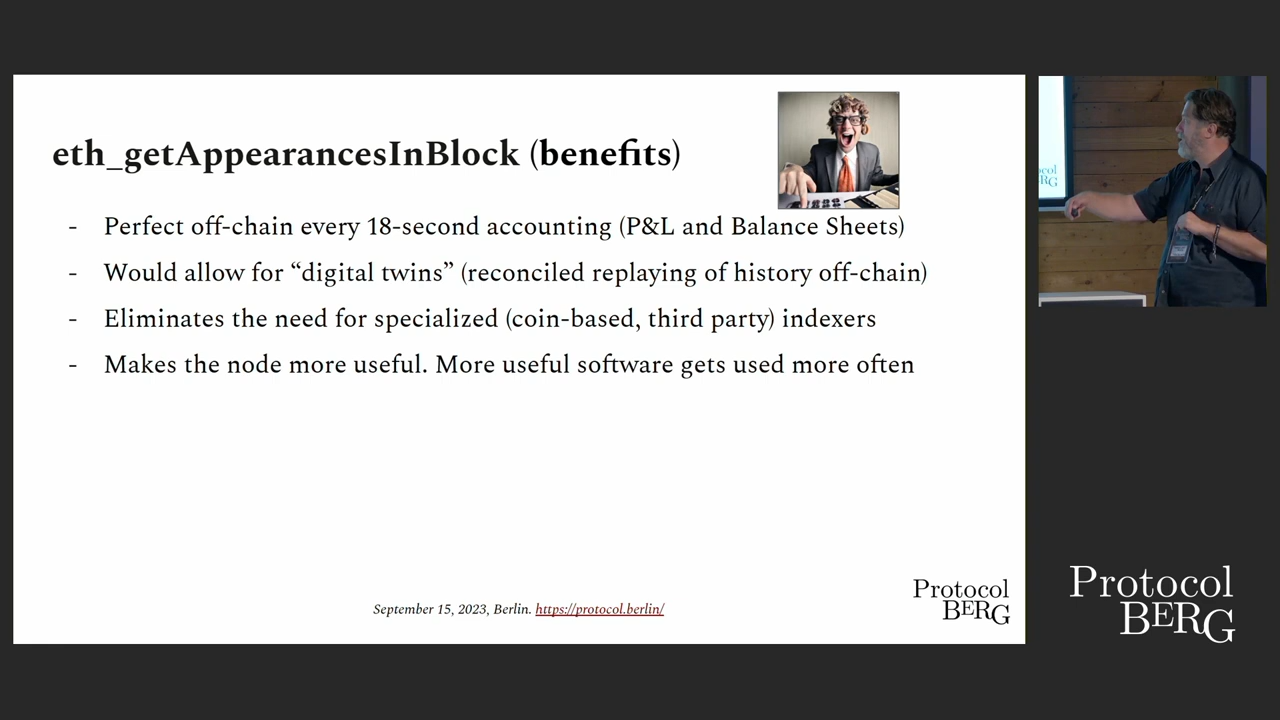 eth_getAppearancesInBlock (benefits)
- Perfect off-chain every 18-second accounting (P&L and Balance Sheets)
- Would allow for “digital twins” (reconciled replaying of history off-chain)
- Eliminates the need for specialized (coin-based, third party) indexers
- Makes the node more useful. More useful software gets used more often
September 15, 2023, Berlin. https://protocol.berlin/
Protocol
BERG
ocol
RG
Protocol
BERG